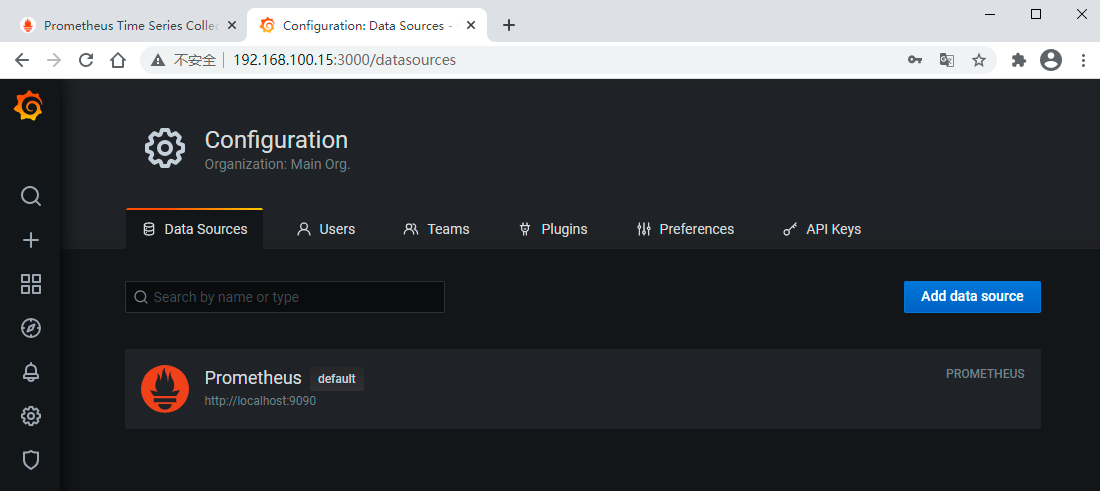 Prometheus Time Series Collec
Configuration: Data Sources -
不安全 | 192.168.100.15:3000/datasources
Configuration
Organization: Main Org.
Data Sources Users Teams Plugins Preferences API Keys
Search by name or type
Add data source
Prometheus default PROMETHEUS
http://localhost:9090